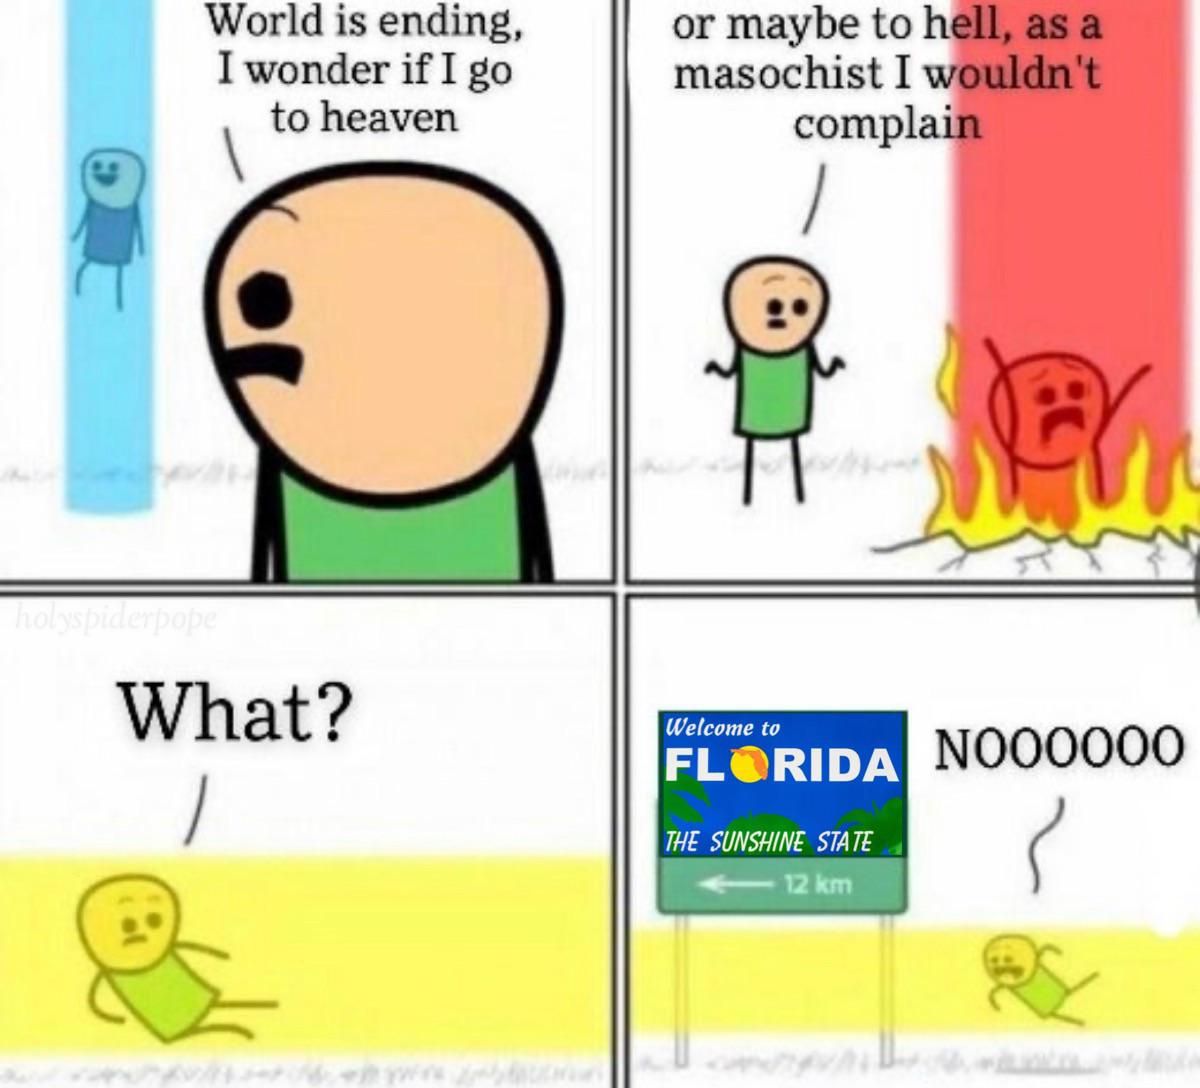 World is ending,
I wonder if I go
to heaven
or maybe to hell, as a
masochist I wouldn't
complain
holyspiderpope
What?
Welcome to
FLORIDA
THE SUNSHINE STATE
← 12 km
NOOOOOO